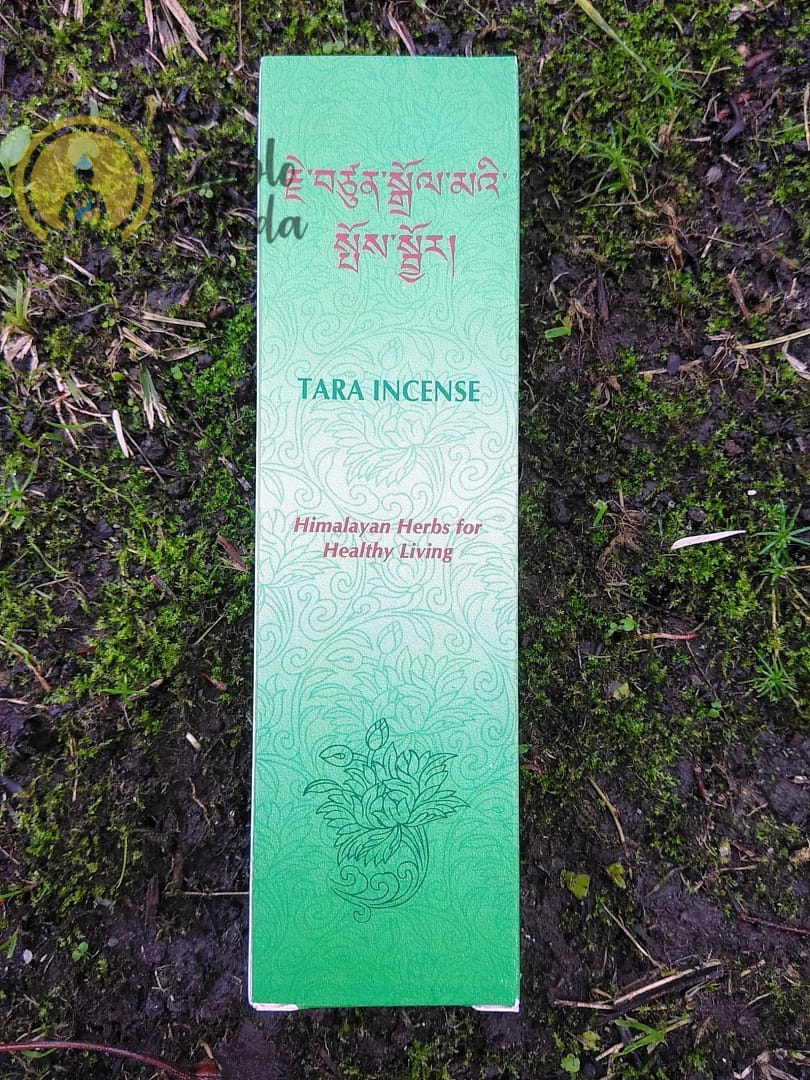 རྗེ་བཙུན་སྒྲོལ་མའི་
སྤོས་སྦྱོར།
TARA INCENSE
Himalayan Herbs for
Healthy Living